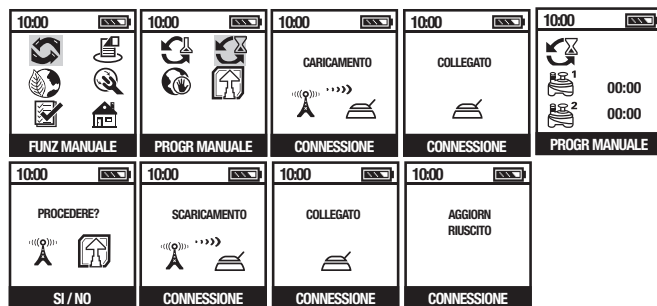 10:00
FUNZ MANUALE
10:00
PROGR MANUALE
10:00
CARICAMENTO
CONNESSIONE
10:00
COLLEGATO
CONNESSIONE
10:00
1
00:00
2
00:00
PROGR MANUALE
10:00
PROCEDERE?
SI / NO
10:00
SCARICAMENTO
CONNESSIONE
10:00
COLLEGATO
CONNESSIONE
10:00
AGGIORN
RIUSCITO
CONNESSIONE